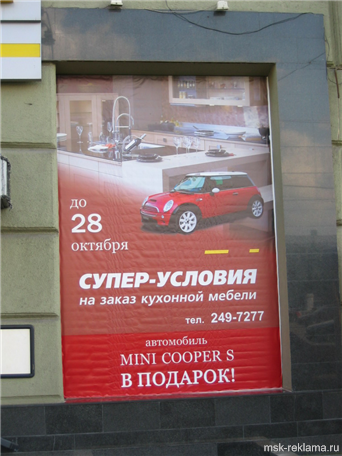 до
28
октября
СУПЕР-УСЛОВИЯ
на заказ кухонной мебели
тел. 249-7277
автомобиль
MINI COOPER S
В ПОДАРОК!
msk-reklama.ru